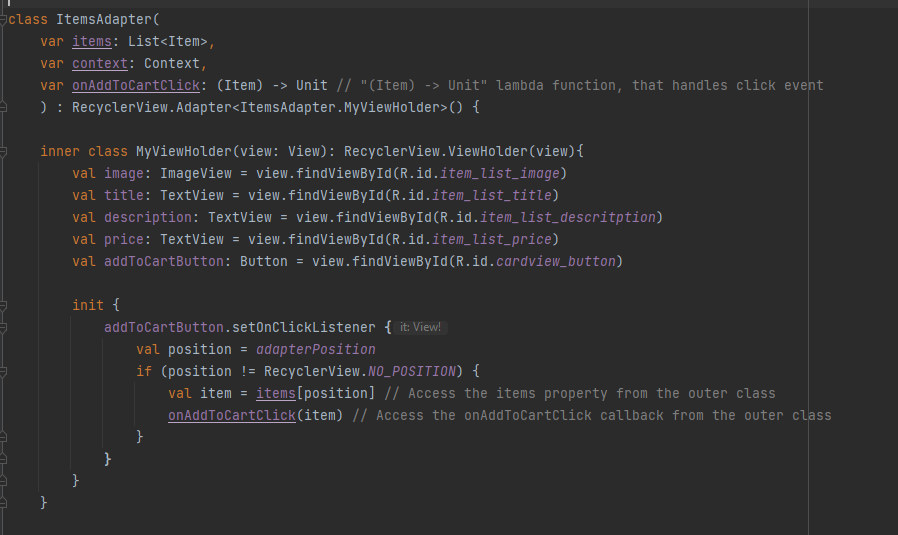 class ItemsAdapter(
var items: List<Item>,
var context: Context,
var onAddToCartClick: (Item) -> Unit // "(Item) -> Unit" lambda function, that handles click event
) : RecyclerView.Adapter<ItemsAdapter.MyViewHolder>() {
inner class MyViewHolder(view: View): RecyclerView.ViewHolder(view){
val image: ImageView = view.findViewById(R.id.item_list_image)
val title: TextView = view.findViewById(R.id.item_list_title)
val description: TextView = view.findViewById(R.id.item_list_descritption)
val price: TextView = view.findViewById(R.id.item_list_price)
val addToCartButton: Button = view.findViewById(R.id.cardview_button)
init {
addToCartButton.setOnClickListener { it: View!
val position = adapterPosition
if (position != RecyclerView.NO_POSITION) {
val item = items[position] // Access the items property from the outer class
onAddToCartClick(item) // Access the onAddToCartClick callback from the outer class
}
}
}
}